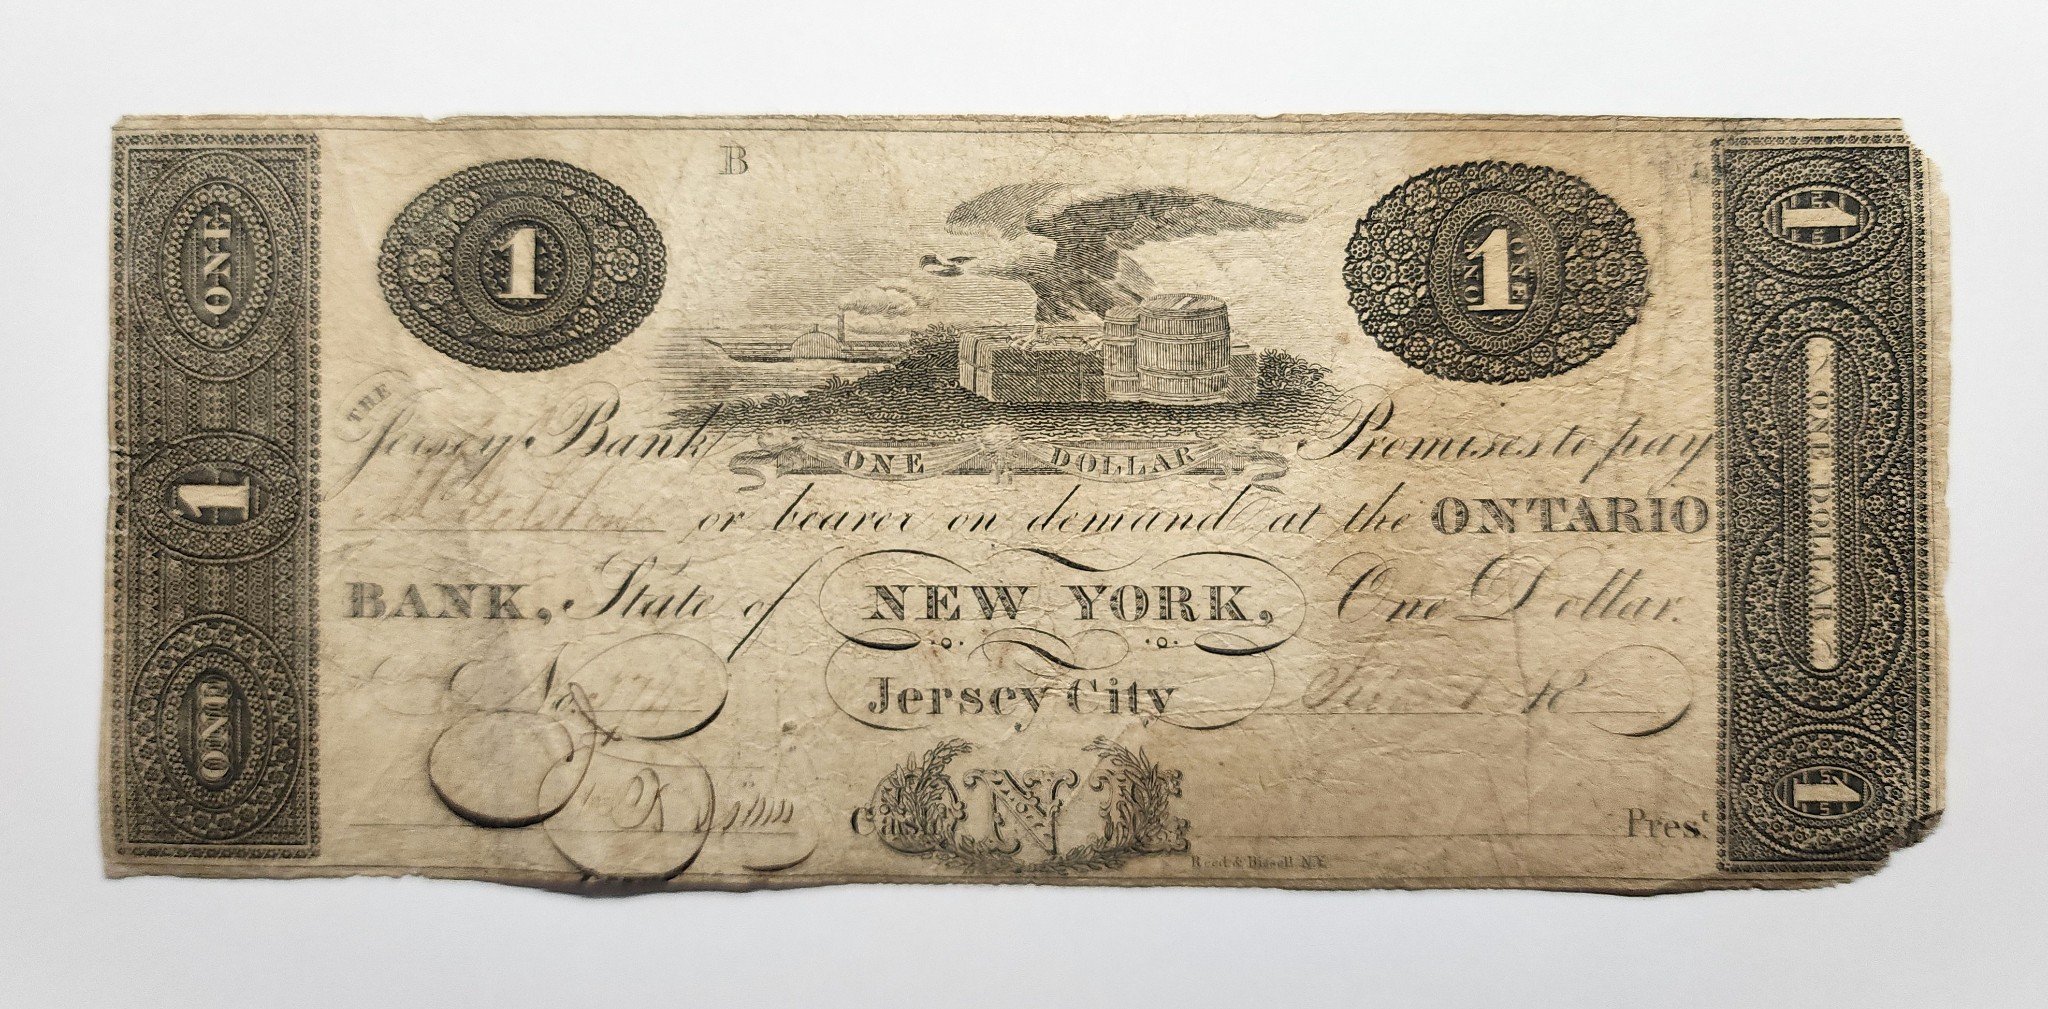 B
ONE
1
ONE
1
ONE 1 ONE
1
ONE DOLLAR
1
THE
Jersey Bank Promises to pay
ONE DOLLAR
or bearer on demand at the ONTARIO
BANK, State of NEW YORK, One Dollar.
No.
Jersey City
18
Cash
ONE
Pres.t
Reed & Bissell N.Y.